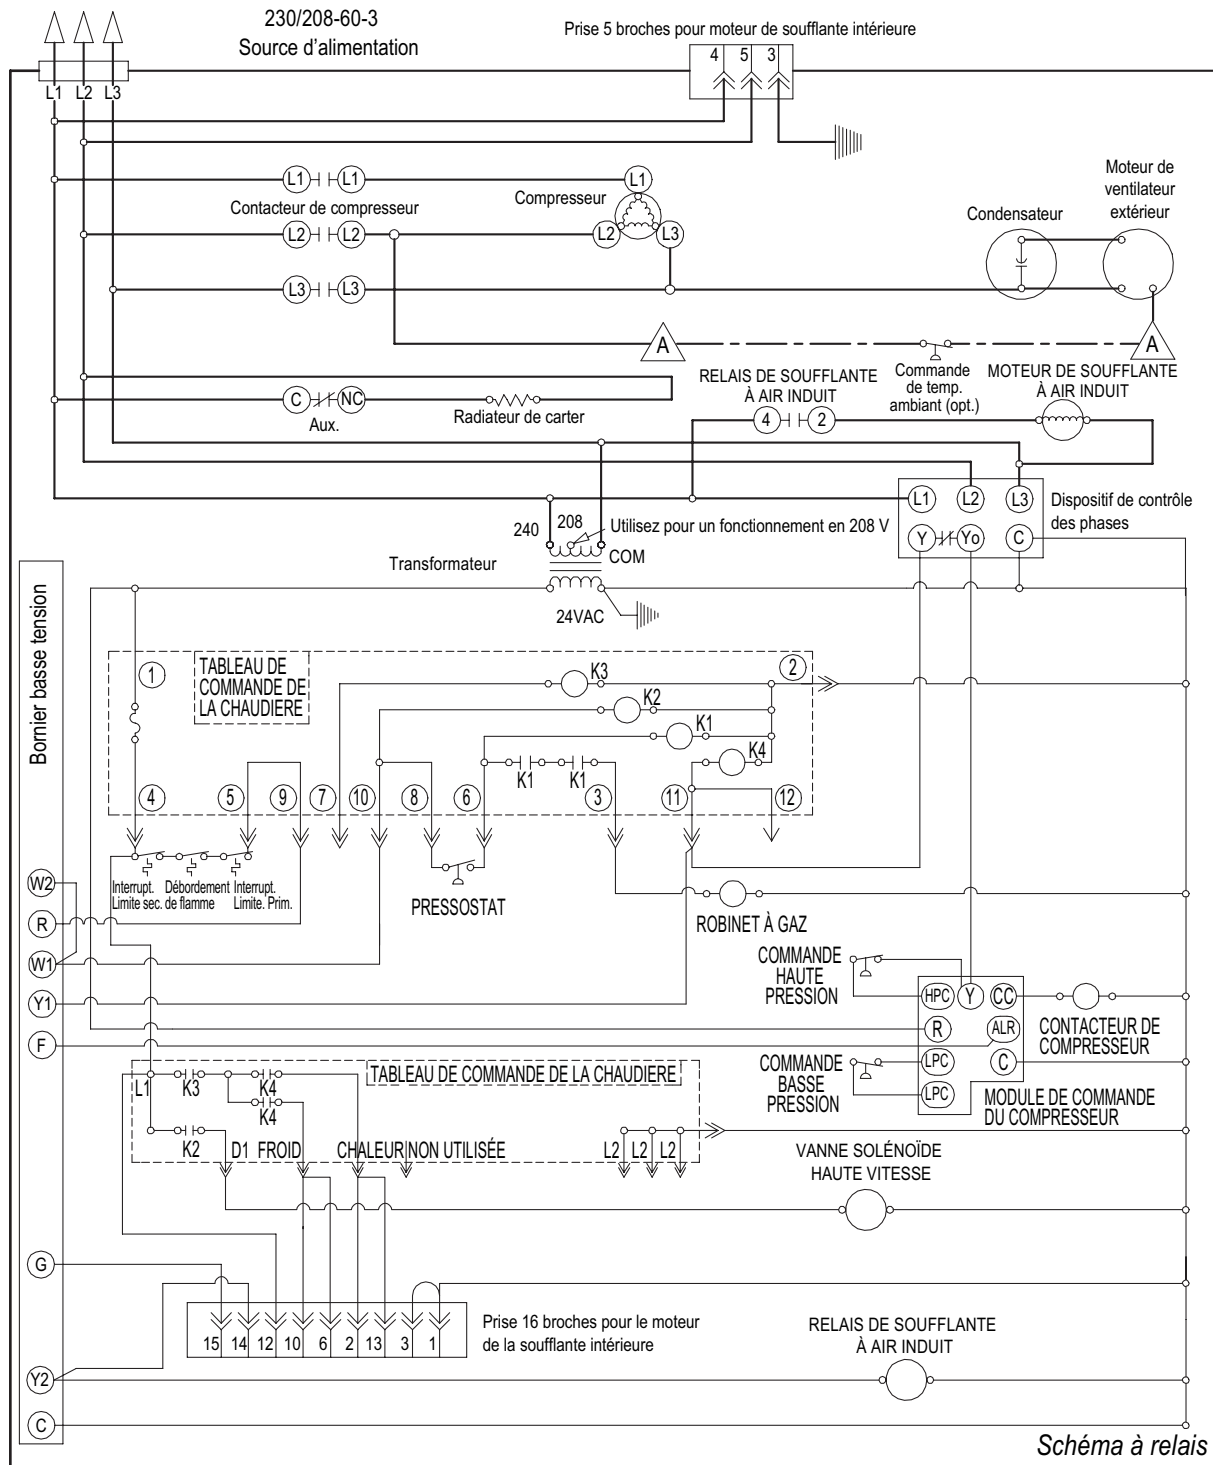 230/208-60-3
Source d'alimentation
Prise 5 broches pour moteur de soufflante intérieure
4 5 3
L1 L2 L3
L1 L1
L1
Compresseur
Contacteur de compresseur
L2 L2
L2 L3
L3 L3
Condensateur
Moteur de
ventilateur
extérieur
A
A
Commande
de temp.
ambiant (opt.)
C NC
Aux.
Radiateur de carter
RELAIS DE SOUFFLANTE
À AIR INDUIT
4 2
MOTEUR DE SOUFFLANTE
À AIR INDUIT
L1 L2 L3
Y Yo C
Dispositif de contrôle
des phases
240
208
Utilisez pour un fonctionnement en 208 V
COM
Transformateur
24VAC
Bornier basse tension
TABLEAU DE
COMMANDE DE
LA CHAUDIERE
1
2
K3
K2
K1
K4
K1 K1
4 5 9 7 10 8 6 3 11 12
Interrupt.
Limite sec.
Débordement
de flamme
Interrupt.
Limite. Prim.
PRESSOSTAT
ROBINET À GAZ
W2
R
W1
Y1
F
COMMANDE
HAUTE
PRESSION
HPC Y CC
R ALR
LPC C
LPC
CONTACTEUR DE
COMPRESSEUR
COMMANDE
BASSE
PRESSION
MODULE DE COMMANDE
DU COMPRESSEUR
TABLEAU DE COMMANDE DE LA CHAUDIERE
L1 K3 K4
K4
K2 D1 FROID CHALEUR NON UTILISÉE L2 L2 L2
VANNE SOLÉNOÏDE
HAUTE VITESSE
G
15 14 12 10 6 2 13 3 1
Prise 16 broches pour le moteur
de la soufflante intérieure
RELAIS DE SOUFFLANTE
À AIR INDUIT
Y2
C
Schéma à relais